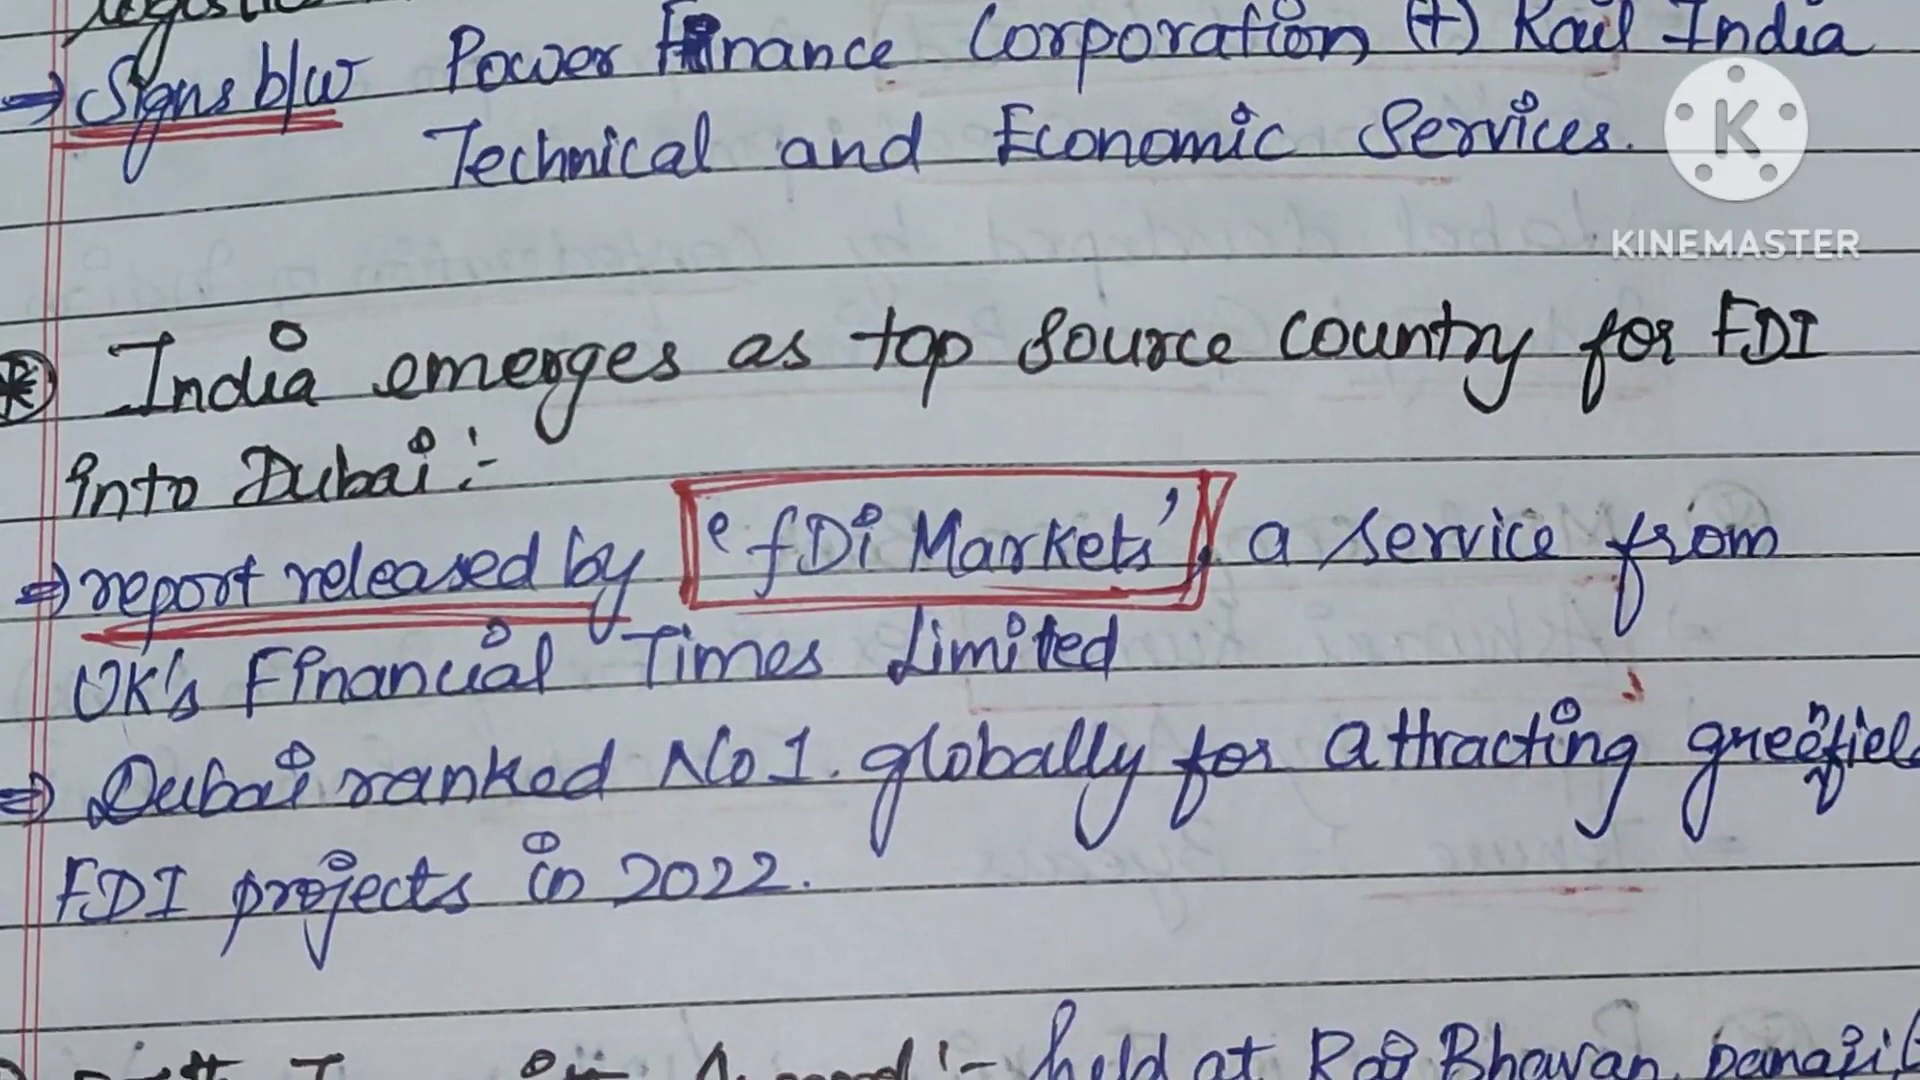 → Signs b/w Power Finance Corporation (+) Rail India
Technical and Economic Services.
K
KINEMASTER
India emerges as top source country for FDI
into Dubai :-
⇒ report released by 'fDi Markets', a service from
UK's Financial Times Limited
⇒ Dubai ranked No 1. globally for attracting greenfield
FDI projects in 2022.
:- held at Raj Bhavan, Panaji (